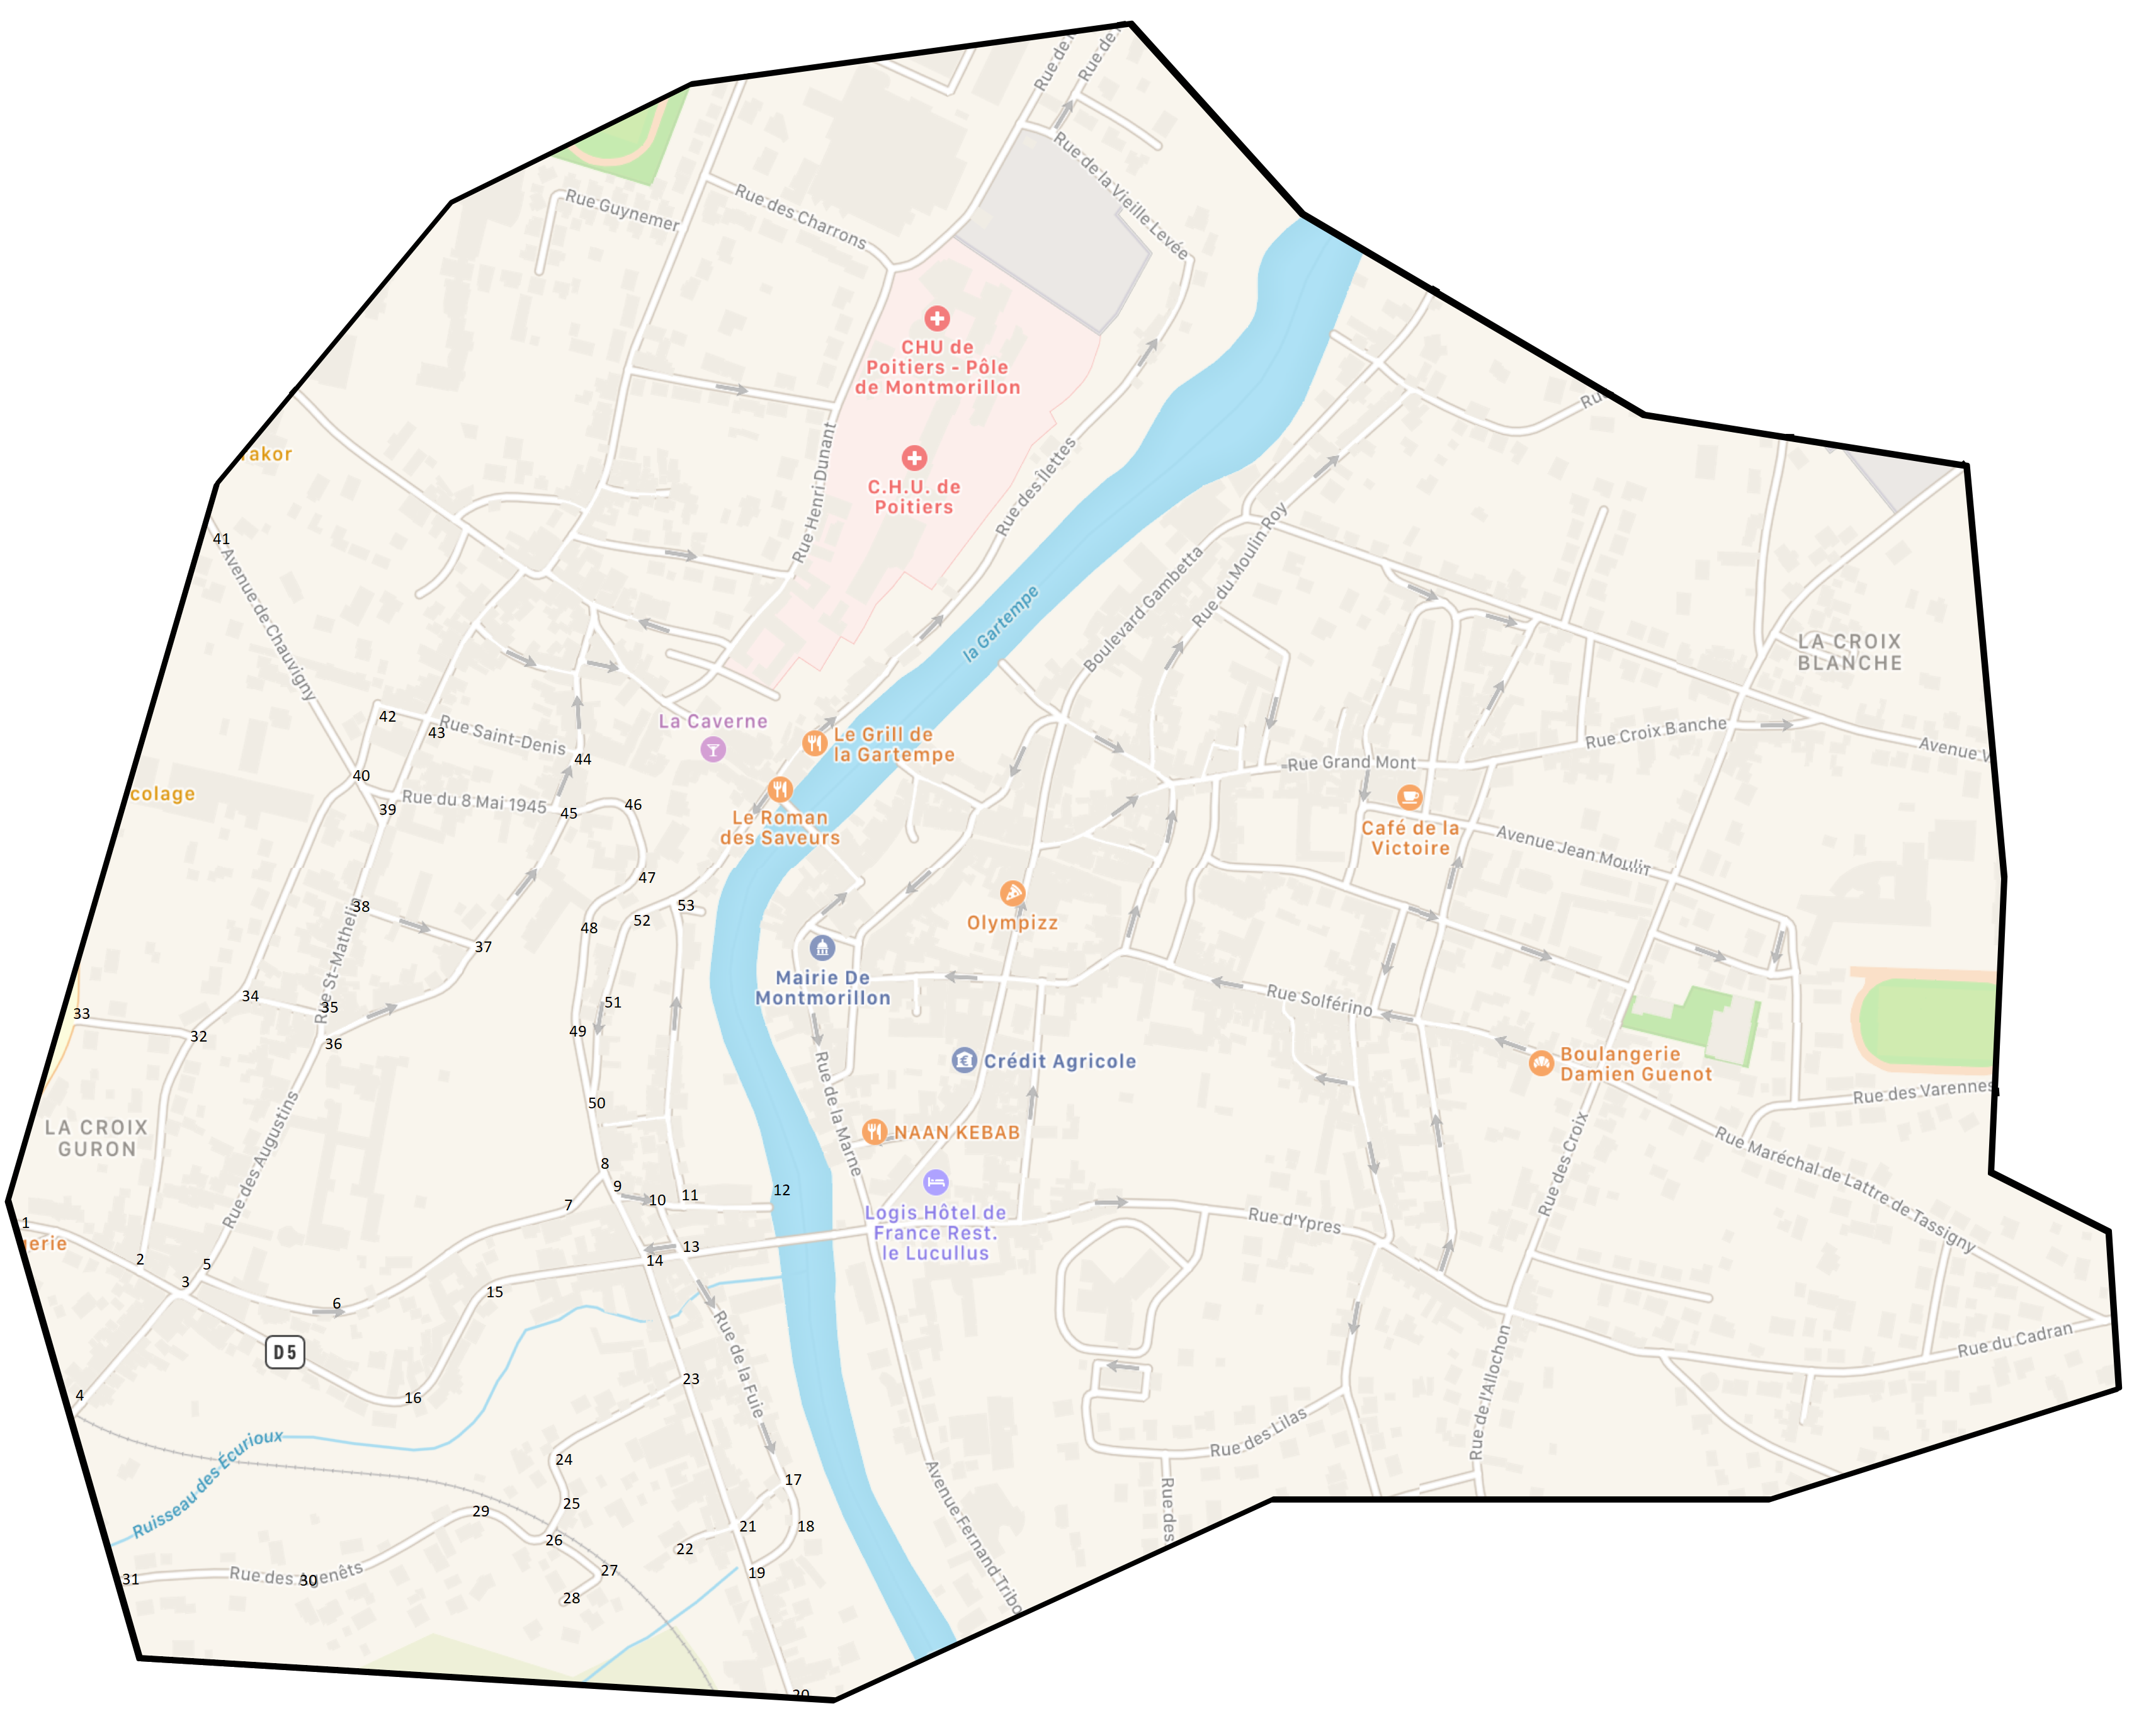 Rue de
Rue de
Rue de la Vieille Levée
Rue Guynemer
Rue des Charrons
CHU de
Poitiers - Pôle
de Montmorillon
C.H.U. de
Poitiers
Rue Henri Dunant
Rue des Îlettes
la Gartempe
Boulevard Gambetta
Rue du Moulin Roy
akor
41
Avenue de Chauvigny
LA CROIX
BLANCHE
42
43
Rue Saint-Denis
La Caverne
Le Grill de
la Gartempe
44
Rue Grand Mont
Rue Croix Banche
Avenue V
40
colage
39
Rue du 8 Mai 1945
45
46
Le Roman
des Saveurs
Café de la
Victoire
Avenue Jean Moulin
47
38
Rue St-Mathelin
48
52
53
Olympizz
37
Mairie De
Montmorillon
34
35
51
Rue Solférino
33
32
36
49
Crédit Agricole
Boulangerie
Damien Guenot
Rue de la Marne
50
LA CROIX
GURON
NAAN KEBAB
Rue des Varennes
Rue Maréchal de Lattre de Tassigny
Rue des Augustins
Rue des Croix
8
9
10
11
12
7
Logis Hôtel de
France Rest.
le Lucullus
Rue d'Ypres
1
erie
2
3
5
13
14
15
6
D 5
Rue de la Fuie
Rue du Cadran
Rue de l'Allochon
4
16
23
Ruisseau des Écurioux
24
25
17
18
21
22
Rue des Lilas
Avenue Fernand Tribo
Rue des
29
26
27
28
19
31
Rue des Genêts
30
20